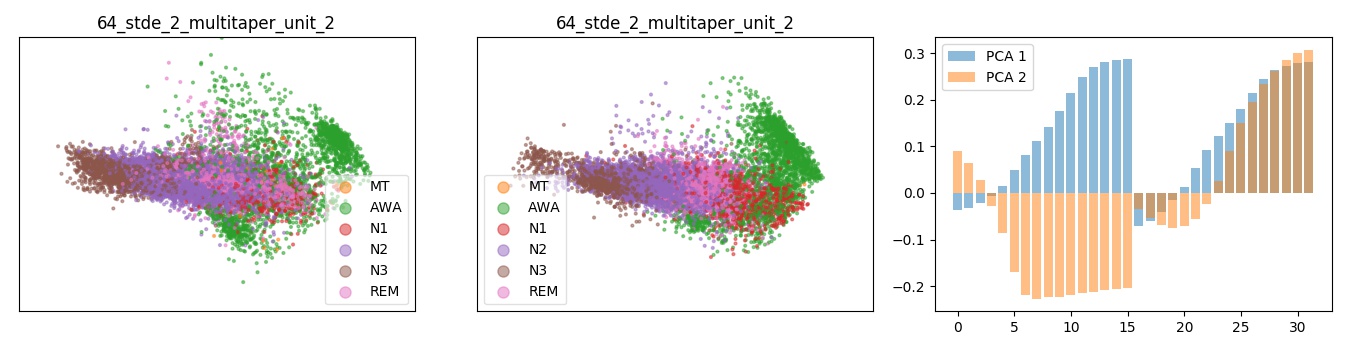 64_stde_2_multitaper_unit_2
MT
AWA
N1
N2
N3
REM
64_stde_2_multitaper_unit_2
MT
AWA
N1
N2
N3
REM
PCA 1
PCA 2
0.3
0.2
0.1
0.0
−0.1
−0.2
0 5 10 15 20 25 30